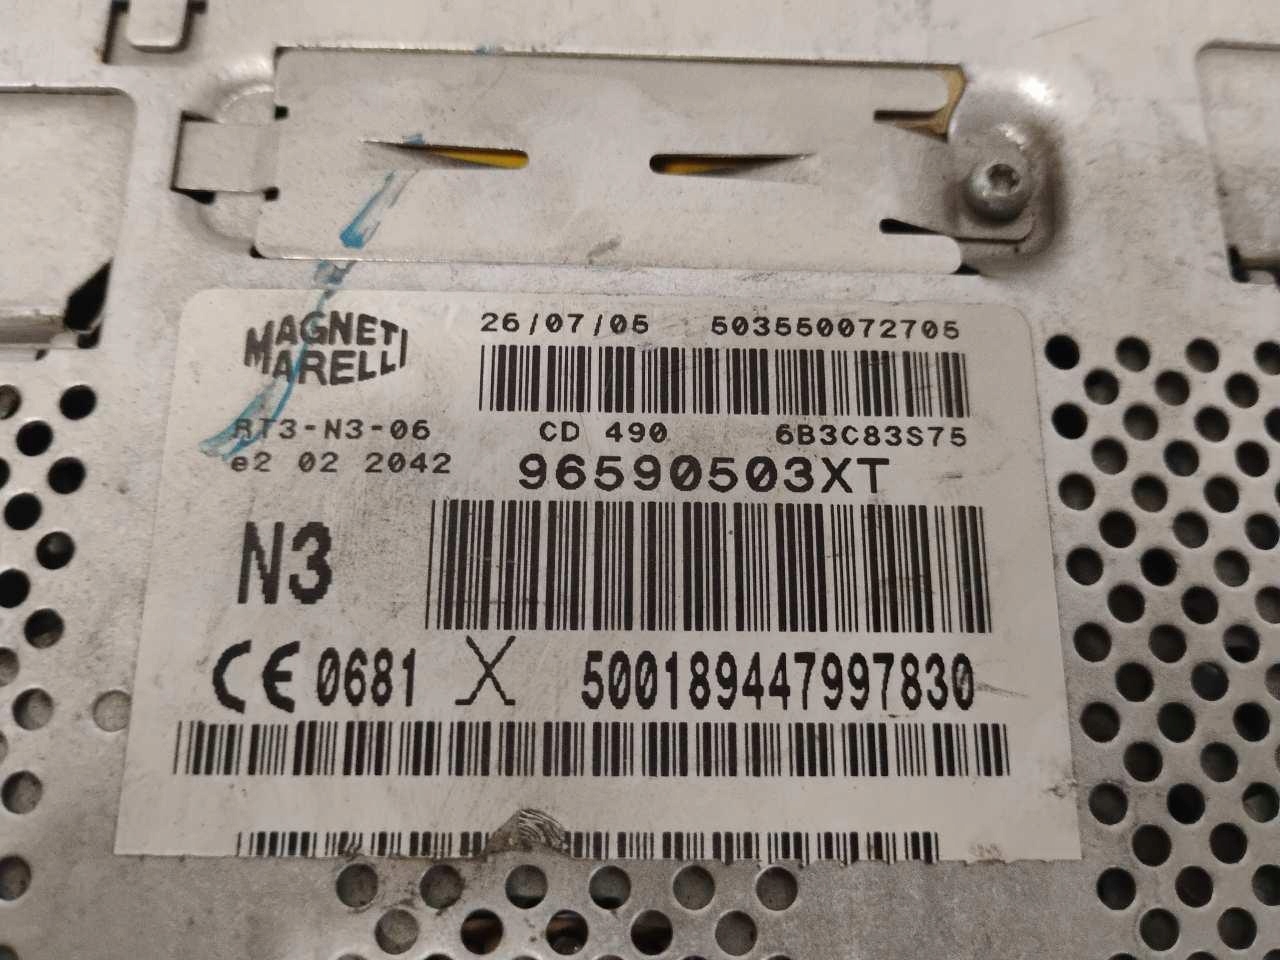 MAGNETI
MARELLI
26/07/05 503550072705
RT3-N3-06 CD 490 6B3C83S75
e2 02 2042 96590503XT
N3
CE 0681 X 500189447997830